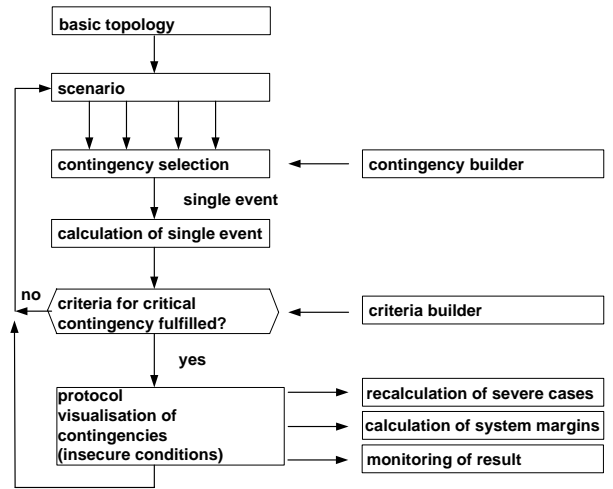 basic topology
scenario
contingency selection
contingency builder
single event
calculation of single event
no
criteria for critical
contingency fulfilled?
criteria builder
yes
protocol
visualisation of
contingencies
(insecure conditions)
recalculation of severe cases
calculation of system margins
monitoring of result